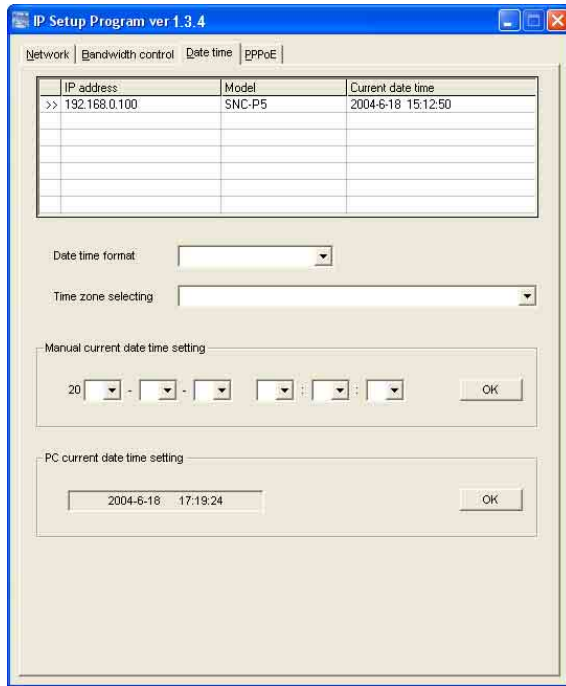 IP Setup Program ver 1.3.4
Network Bandwidth control Date time PPPoE
IP address Model Current date time
>> 192.168.0.100 SNC-P5 2004-6-18 15:12:50
Date time format
Time zone selecting
Manual current date time setting
20 - - : : OK
PC current date time setting
2004-6-18 17:19:24 OK